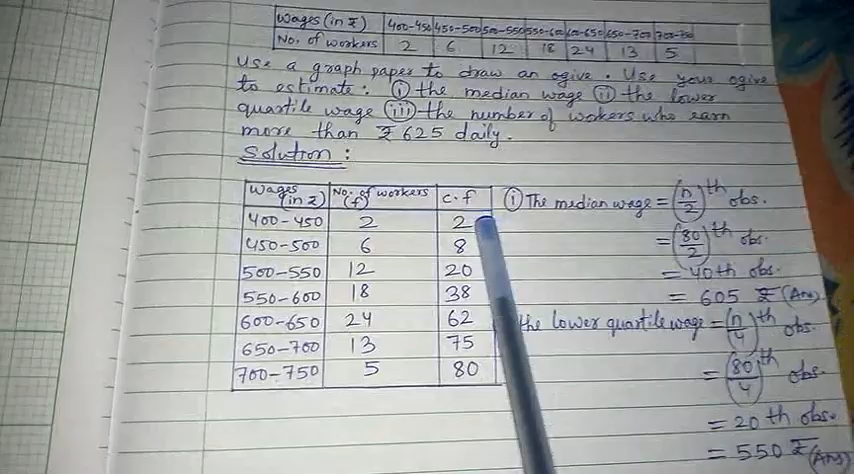 Wages (in ₹) 400-450 450-500 500-550 550-600 600-650 650-700 700-750
No. of workers 2 6 12 18 24 13 5
Use a graph paper to draw an ogive. Use your ogive
to estimate: (i) the median wage (ii) the lower
quartile wage (iii) the number of workers who earn
more than ₹ 625 daily.
Solution:
Wages (in ₹) No. of workers (f) c.f
400-450 2 2
450-500 6 8
500-550 12 20
550-600 18 38
600-650 24 62
650-700 13 75
700-750 5 80
(i) The median wage = (n/2)th obs.
= (80/2)th obs.
= 40th obs.
= 605 ₹ (Ans)
the lower quartile wage = (n/4)th obs.
= (80/4)th obs.
= 20th obs.
= 550 ₹ (Ans)